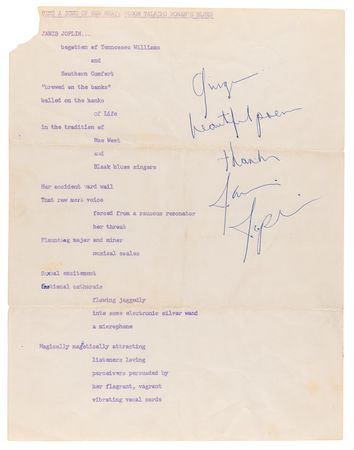 JANIS JOPLIN...
begotten of Tennessee Williams
and
Southern Comfort
"brewed on the banks"
balled on the banks
of Life
in the tradition of
Mae West
and
Black blues singers
Her accident ward wail
That raw meat voice
forced from a raucous resonator
her throat
Flaunting major and minor
musical scales
Sexual excitement
Emotional catharsis
flowing jaggedly
into some electronic silver wand
a microphone
Magically magnetically attracting
listeners loving
perceivers persuaded by
her flagrant, vagrant
vibrating vocal cords
beautiful poem
thanks
Janis
Joplin